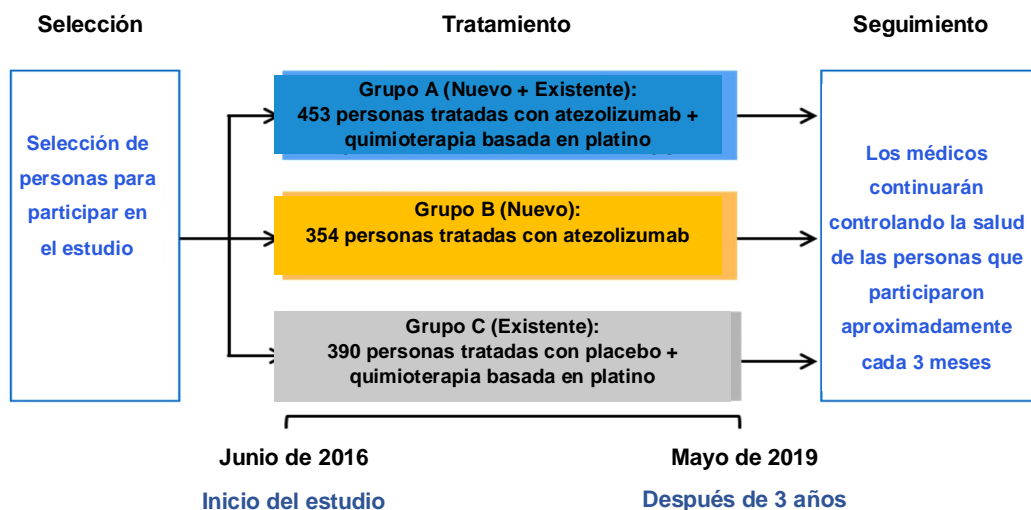 Selección
Tratamiento
Seguimiento
Selección de
personas para
participar en
el estudio
Grupo A (Nuevo + Existente):
453 personas tratadas con atezolizumab +
quimioterapia basada en platino
Grupo B (Nuevo):
354 personas tratadas con atezolizumab
Grupo C (Existente):
390 personas tratadas con placebo +
quimioterapia basada en platino
Los médicos
continuarán
controlando la salud
de las personas que
participaron
aproximadamente
cada 3 meses
Junio de 2016
Mayo de 2019
Inicio del estudio
Después de 3 años